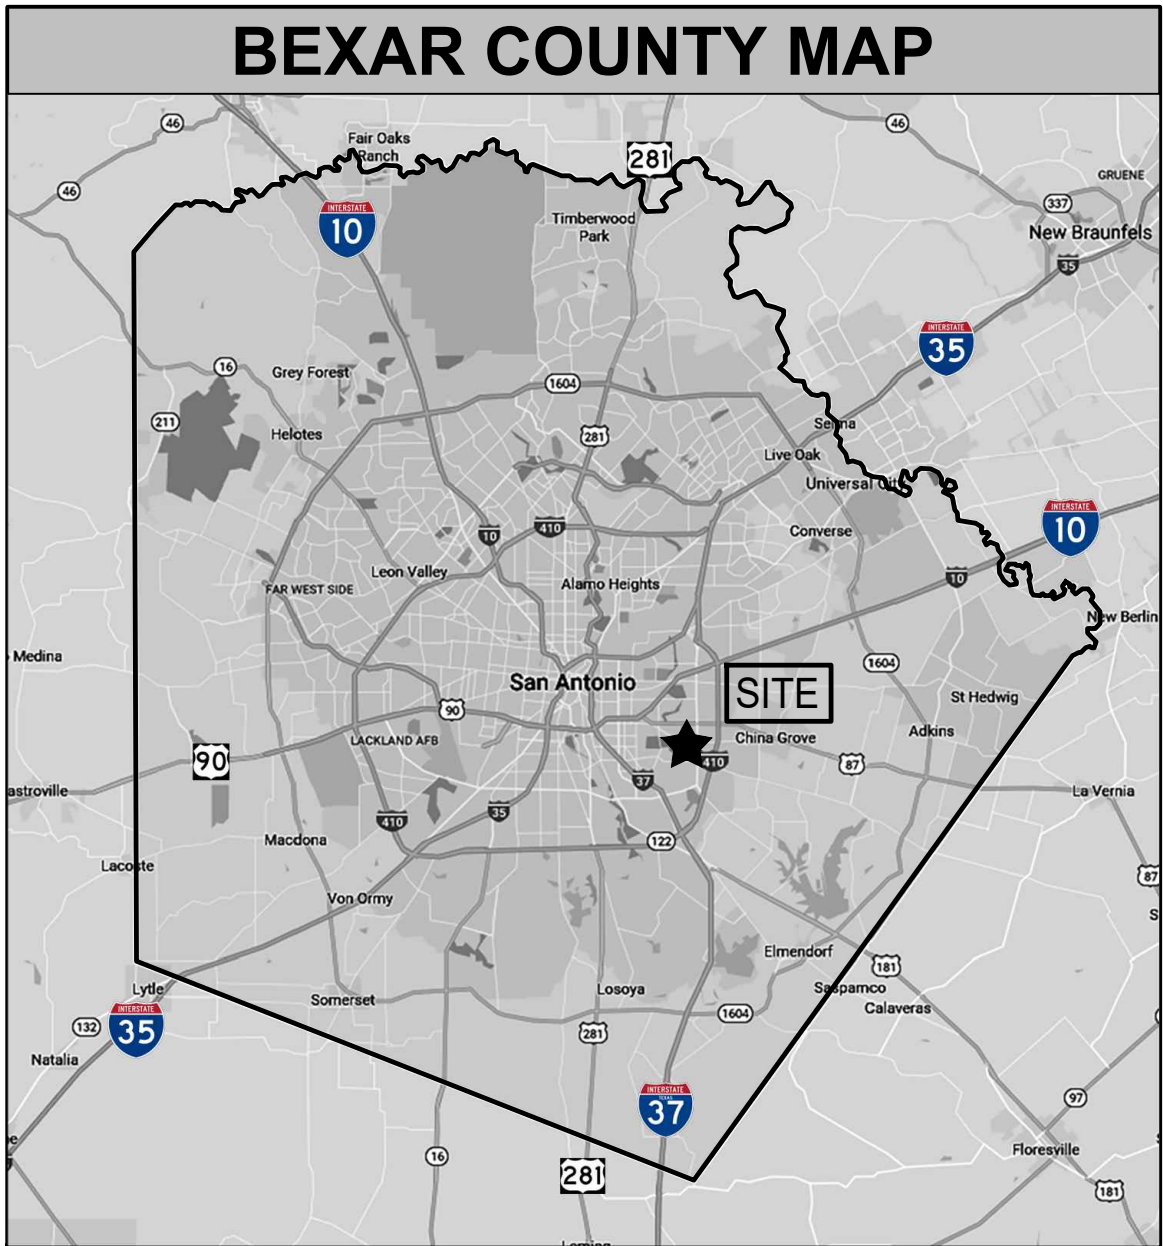 BEXAR COUNTY MAP
46
46
Fair Oaks
Ranch
281
GRUENE
46
337
INTERSTATE
10
Timberwood
Park
New Braunfels
35
INTERSTATE
35
16
Grey Forest
1604
211
Helotes
281
Selma
Live Oak
Universal City
INTERSTATE
10
10
410
Converse
Leon Valley
Alamo Heights
10
FAR WEST SIDE
New Berlin
Medina
1604
San Antonio
SITE
St Hedwig
90
LACKLAND AFB
China Grove
Adkins
90
410
87
37
astroville
La Vernia
410
35
Macdona
122
Lacoste
87
Von Ormy
S
Elmendorf
181
Lytle
Somerset
Losoya
Saspamco
Calaveras
INTERSTATE
35
132
281
1604
Natalia
INTERSTATE
TEXAS
37
97
16
Floresville
281
181